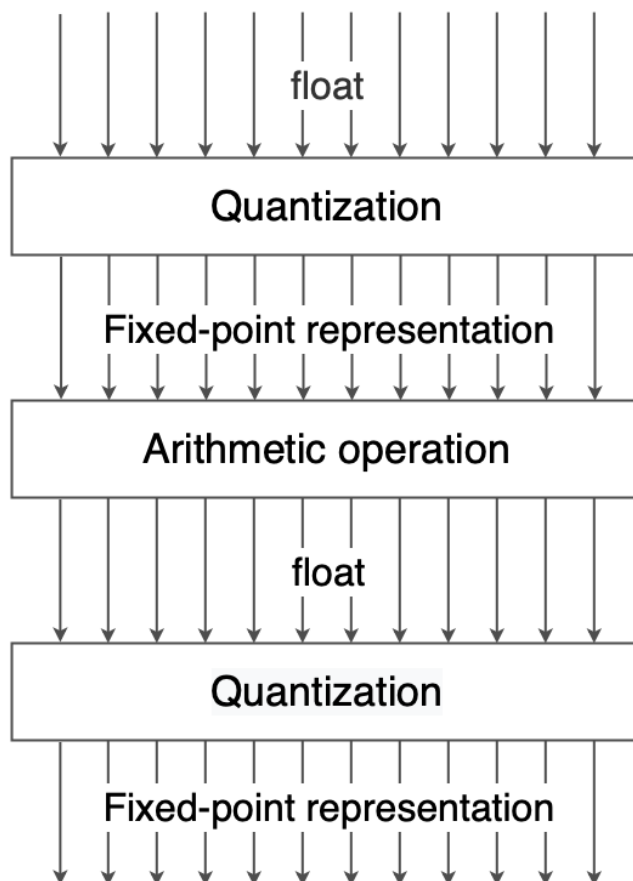 float
Quantization
Fixed-point representation
Arithmetic operation
float
Quantization
Fixed-point representation